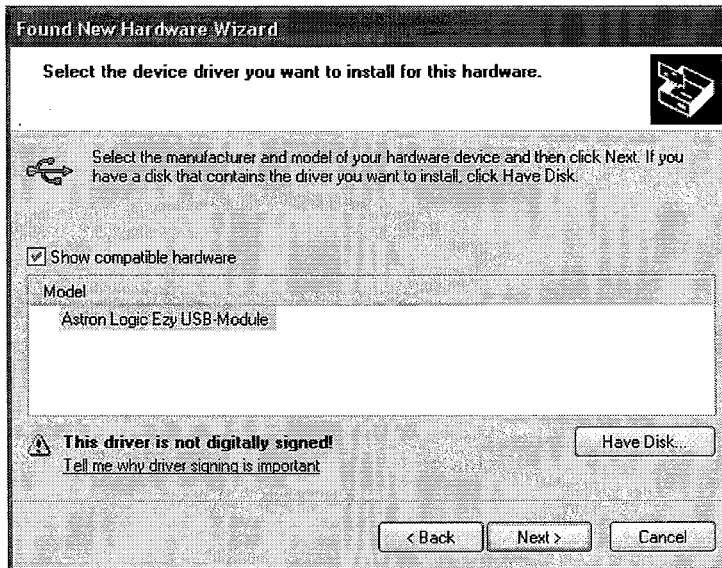 Found New Hardware Wizard
Select the device driver you want to install for this hardware.
Select the manufacturer and model of your hardware device and then click Next. If you
have a disk that contains the driver you want to install, click Have Disk.
Show compatible hardware
Model
Astron Logic Ezy USB-Module
This driver is not digitally signed!
Have Disk...
Tell me why driver signing is important
< Back
Next >
Cancel